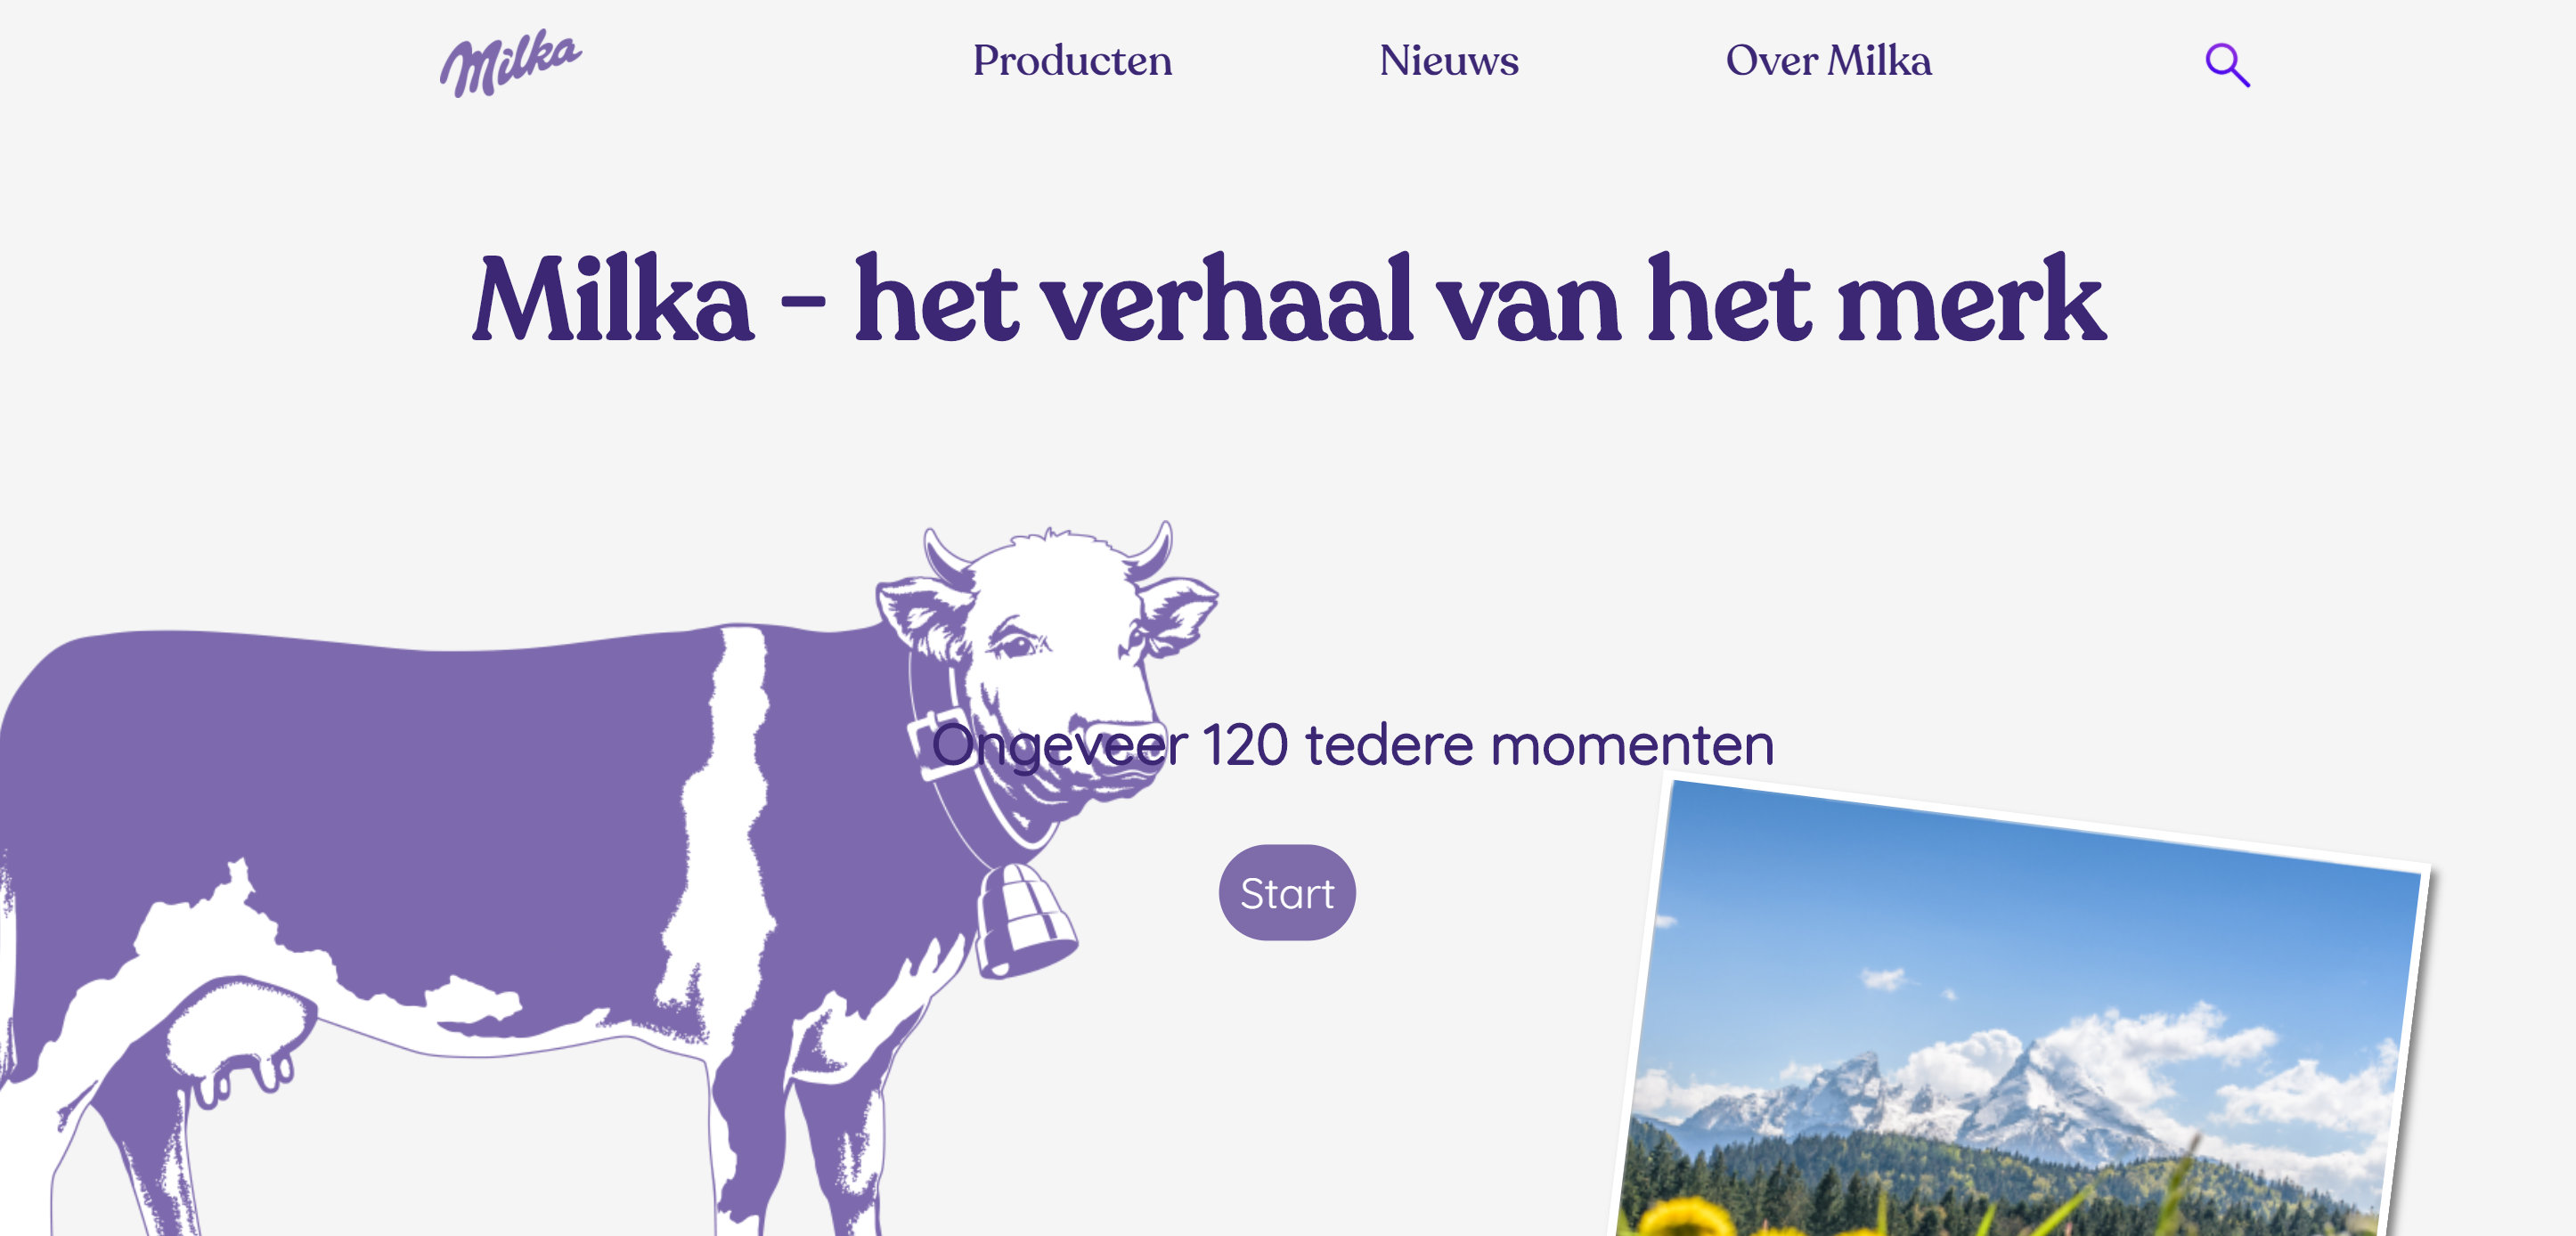 Milka
Producten
Nieuws
Over Milka
Milka – het verhaal van het merk
Ongeveer 120 tedere momenten
Start